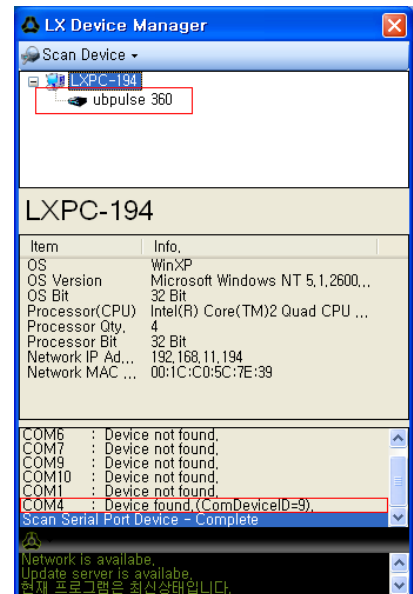 LX Device Manager
Scan Device
LXPC-194
ubpulse 360
LXPC-194
Item Info,
OS WinXP
OS Version Microsoft Windows NT 5,1,2600,,,
OS Bit 32 Bit
Processor(CPU) Intel(R) Core(TM)2 Quad CPU ,,,
Processor Qty, 4
Processor Bit 32 Bit
Network IP Ad,,, 192,168,11,194
Network MAC ,,, 00:1C:C0:5C:7E:39
COM6 : Device not found,
COM7 : Device not found,
COM9 : Device not found,
COM10 : Device not found,
COM1 : Device not found,
COM4 : Device found,(ComDeviceID=9),
Scan Serial Port Device - Complete
Network is availabe,
Update server is availabe,
현재 프로그램은 최신상태입니다,